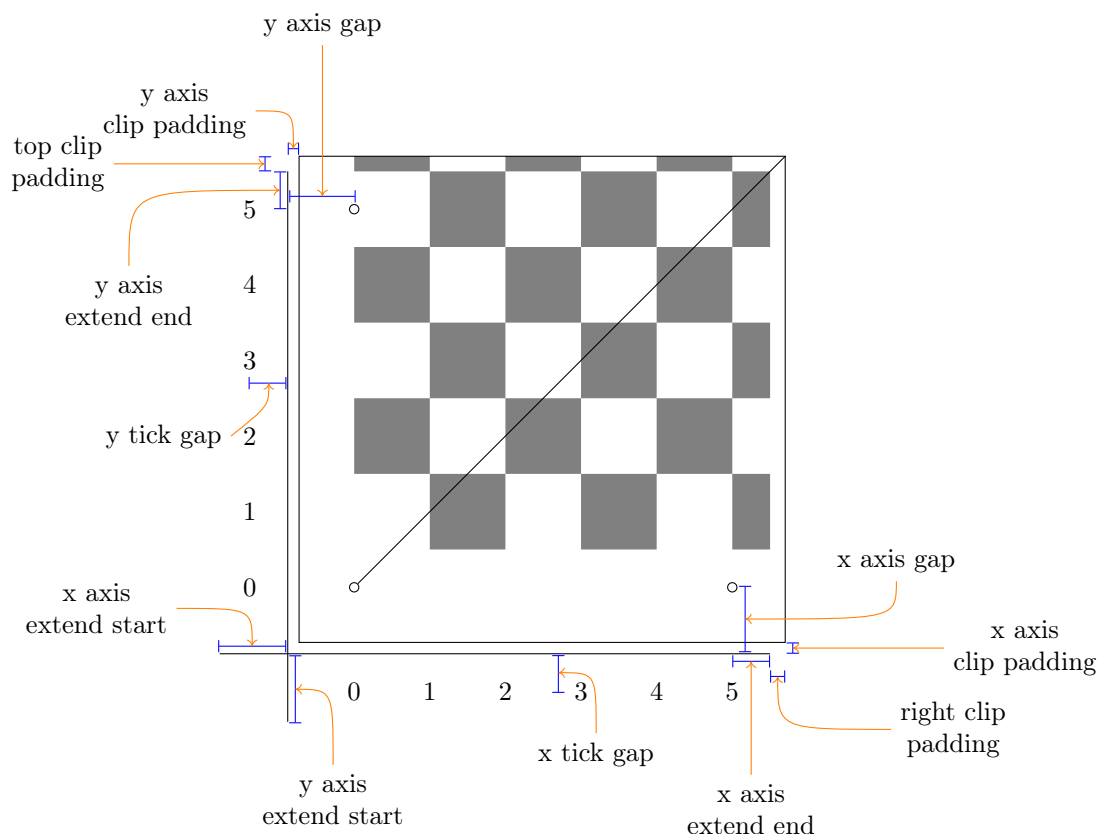 y axis gap
y axis
clip padding
top clip
padding
5
y axis
extend end
4
3
y tick gap
2
1
0
x axis gap
x axis
extend start
x axis
clip padding
0
1
2
3
4
5
right clip
padding
x tick gap
y axis
extend start
x axis
extend end